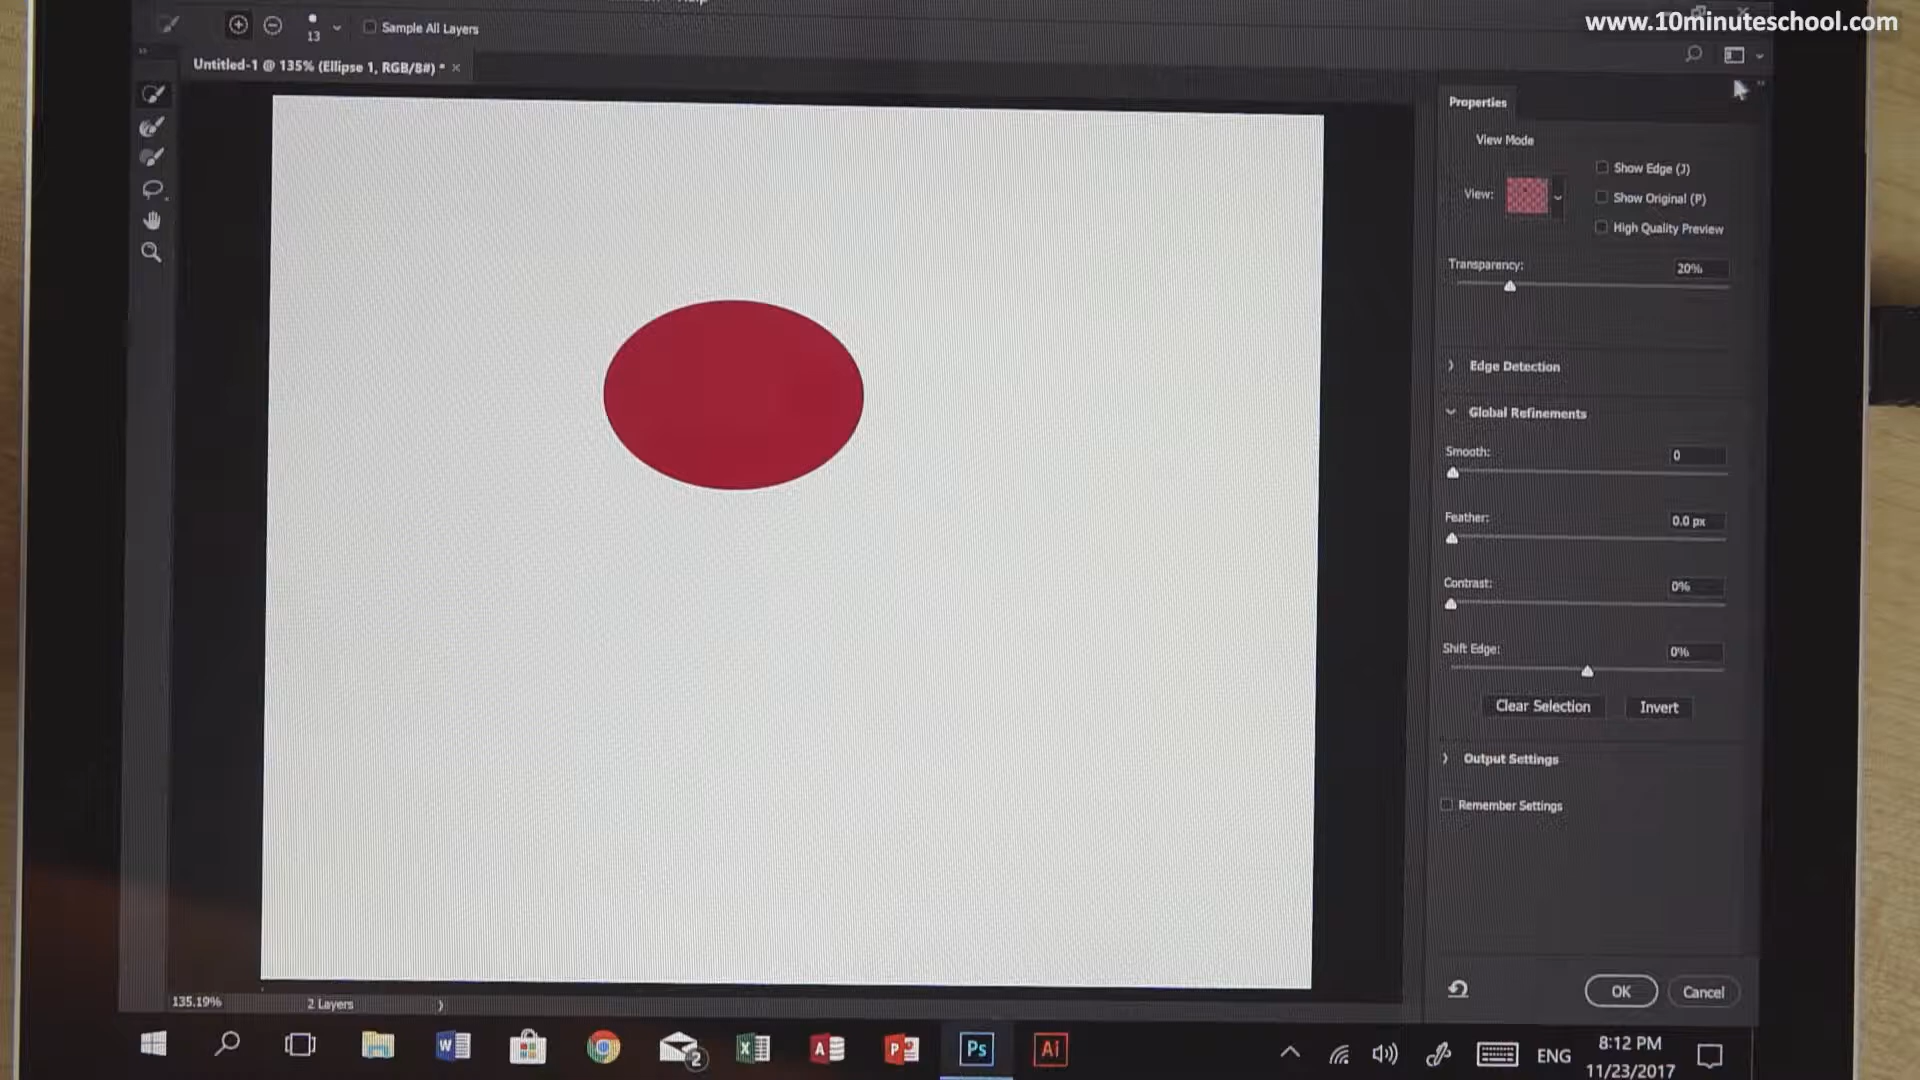 www.10minuteschool.com
13
Sample All Layers
Untitled-1 @ 135% (Ellipse 1, RGB/8#) * ×
Properties
View Mode
Show Edge (J)
View:
Show Original (P)
High Quality Preview
Transparency:
20%
Edge Detection
Global Refinements
Smooth:
0
Feather:
0.0 px
Contrast:
0%
Shift Edge:
0%
Clear Selection
Invert
Output Settings
Remember Settings
OK
Cancel
135.19%
2 Layers
2
Ps
Ai
ENG
8:12 PM
11/23/2017